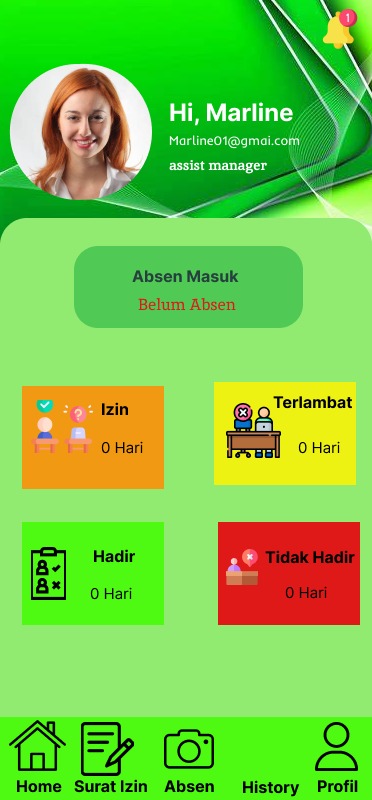 1
Hi, Marline
Marline01@gmai.com
assist manager
Absen Masuk
Belum Absen
Izin
0 Hari
Terlambat
0 Hari
Hadir
0 Hari
Tidak Hadir
0 Hari
Home
Surat Izin
Absen
History
Profil